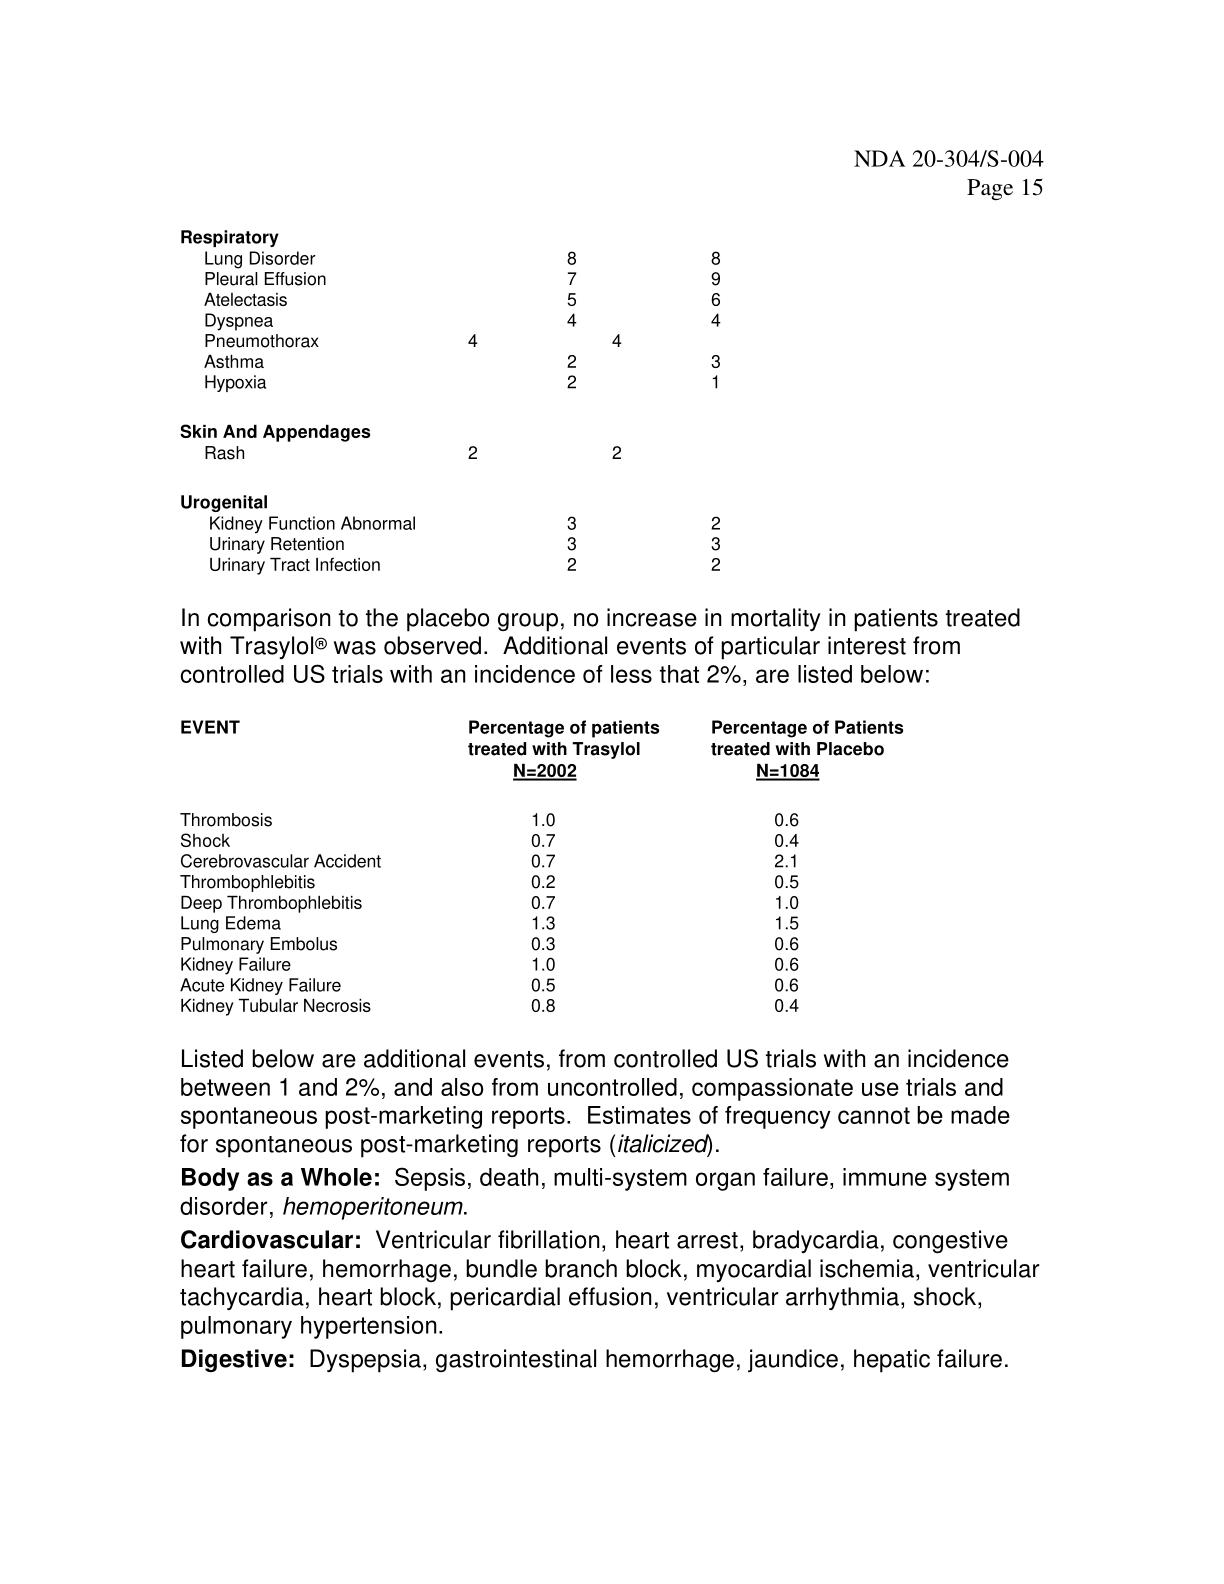 NDA 20-304/S-004
Page 15
Respiratory
Lung Disorder 8 8
Pleural Effusion 7 9
Atelectasis 5 6
Dyspnea 4 4
Pneumothorax 4 4
Asthma 2 3
Hypoxia 2 1
Skin And Appendages
Rash 2 2
Urogenital
Kidney Function Abnormal 3 2
Urinary Retention 3 3
Urinary Tract Infection 2 2
In comparison to the placebo group, no increase in mortality in patients treated
with Trasylol® was observed. Additional events of particular interest from
controlled US trials with an incidence of less that 2%, are listed below:
EVENT Percentage of patients Percentage of Patients
treated with Trasylol treated with Placebo
N=2002 N=1084
Thrombosis 1.0 0.6
Shock 0.7 0.4
Cerebrovascular Accident 0.7 2.1
Thrombophlebitis 0.2 0.5
Deep Thrombophlebitis 0.7 1.0
Lung Edema 1.3 1.5
Pulmonary Embolus 0.3 0.6
Kidney Failure 1.0 0.6
Acute Kidney Failure 0.5 0.6
Kidney Tubular Necrosis 0.8 0.4
Listed below are additional events, from controlled US trials with an incidence
between 1 and 2%, and also from uncontrolled, compassionate use trials and
spontaneous post-marketing reports. Estimates of frequency cannot be made
for spontaneous post-marketing reports (italicized).
Body as a Whole: Sepsis, death, multi-system organ failure, immune system
disorder, hemoperitoneum.
Cardiovascular: Ventricular fibrillation, heart arrest, bradycardia, congestive
heart failure, hemorrhage, bundle branch block, myocardial ischemia, ventricular
tachycardia, heart block, pericardial effusion, ventricular arrhythmia, shock,
pulmonary hypertension.
Digestive: Dyspepsia, gastrointestinal hemorrhage, jaundice, hepatic failure.